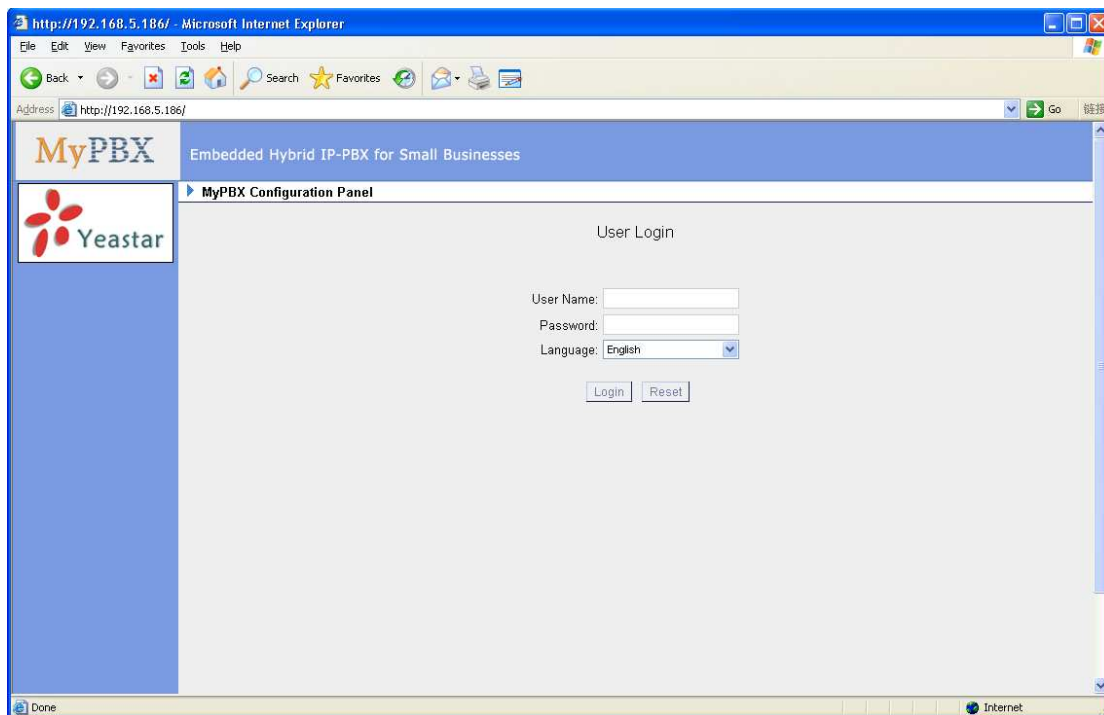 http://192.168.5.186/ - Microsoft Internet Explorer
File Edit View Favorites Tools Help
Back Search Favorites
Address http://192.168.5.186/ Go 链接
MyPBX Embedded Hybrid IP-PBX for Small Businesses
MyPBX Configuration Panel
Yeastar
User Login
User Name:
Password:
Language: English
Login Reset
Done Internet